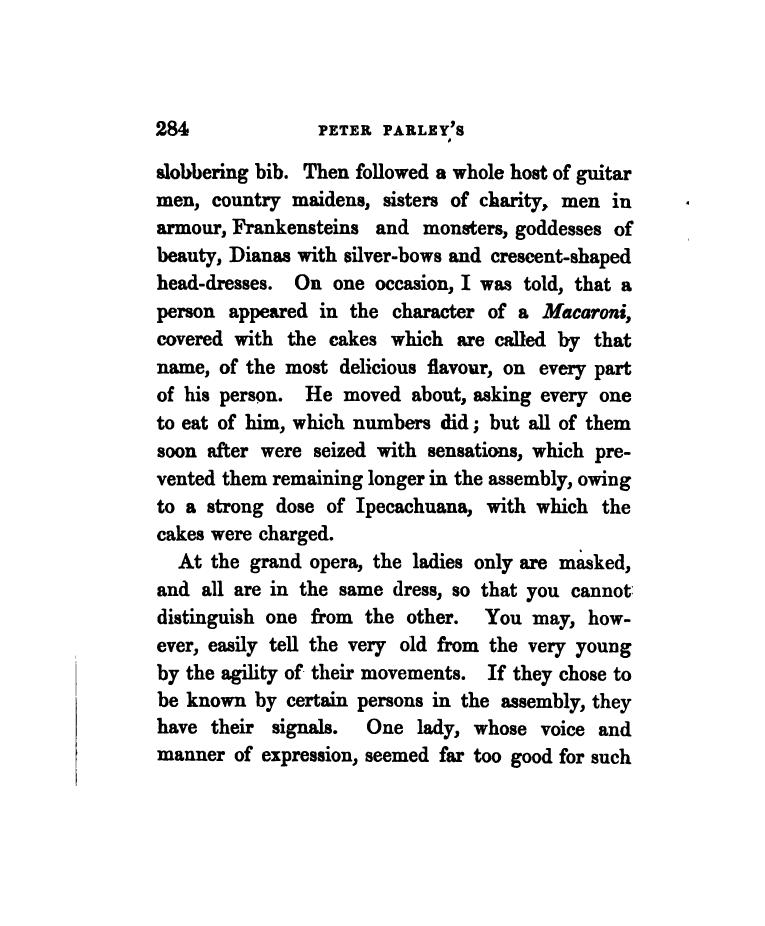 284 PETER PARLEY'S
slobbering bib. Then followed a whole host of guitar
men, country maidens, sisters of charity, men in
armour, Frankensteins and monsters, goddesses of
beauty, Dianas with silver-bows and crescent-shaped
head-dresses. On one occasion, I was told, that a
person appeared in the character of a Macaroni,
covered with the cakes which are called by that
name, of the most delicious flavour, on every part
of his person. He moved about, asking every one
to eat of him, which numbers did; but all of them
soon after were seized with sensations, which pre-
vented them remaining longer in the assembly, owing
to a strong dose of Ipecachuana, with which the
cakes were charged.
At the grand opera, the ladies only are masked,
and all are in the same dress, so that you cannot
distinguish one from the other. You may, how-
ever, easily tell the very old from the very young
by the agility of their movements. If they chose to
be known by certain persons in the assembly, they
have their signals. One lady, whose voice and
manner of expression, seemed far too good for such